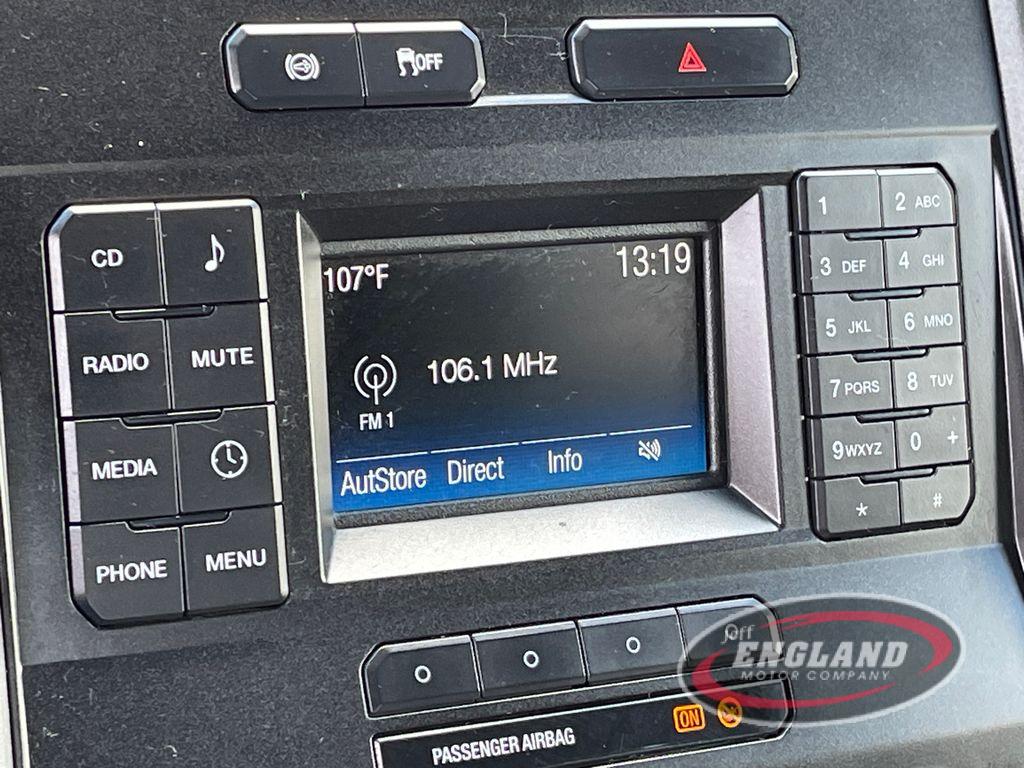 OFF
CD
RADIO
MUTE
MEDIA
PHONE
MENU
107°F
13:19
106.1 MHz
FM 1
AutStore Direct Info
1
2 ABC
3 DEF
4 GHI
5 JKL
6 MNO
7 PQRS
8 TUV
9 WXYZ
0 +
* #
Jeff
ENGLAND
MOTOR COMPANY
PASSENGER AIRBAG
ON